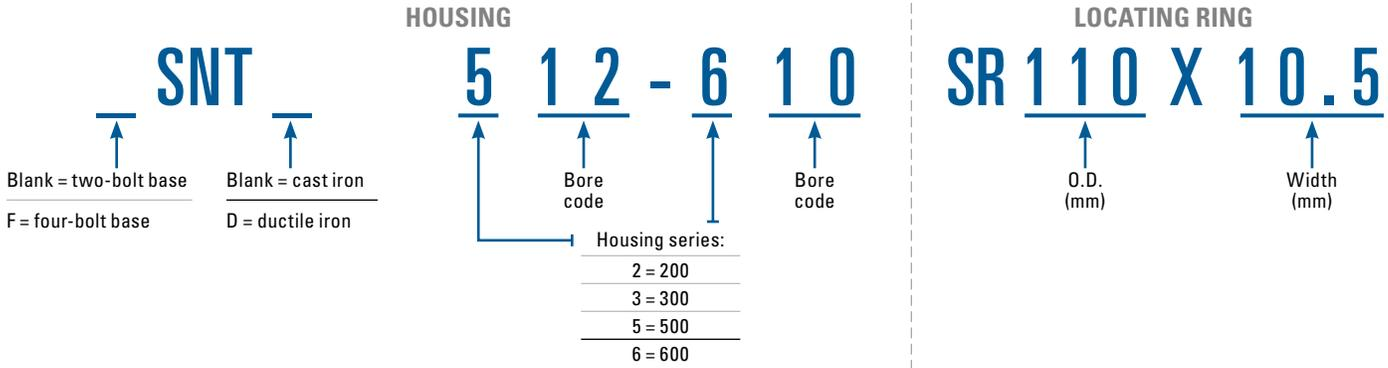 HOUSING
LOCATING RING
SNT 5 1 2 - 6 1 0
SR 1 1 0 X 1 0 . 5
Blank = two-bolt base
F = four-bolt base
Blank = cast iron
D = ductile iron
Bore
code
Bore
code
Housing series:
2 = 200
3 = 300
5 = 500
6 = 600
O.D.
(mm)
Width
(mm)